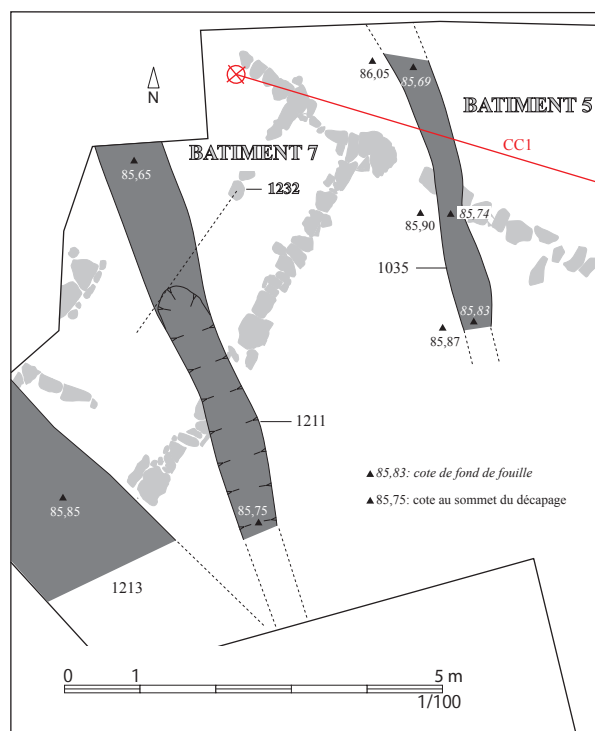 86,05
85,69
BATIMENT 5
N
CC1
BATIMENT 7
85,65
1232
85,74
85,90
1035
85,83
85,87
1211
85,83: cote de fond de fouille
85,75: cote au sommet du décapage
85,85
85,75
1213
0 1 5 m
1/100